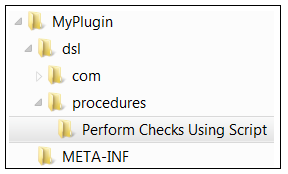 MyPlugin
dsl
com
procedures
Perform Checks Using Script
META-INF